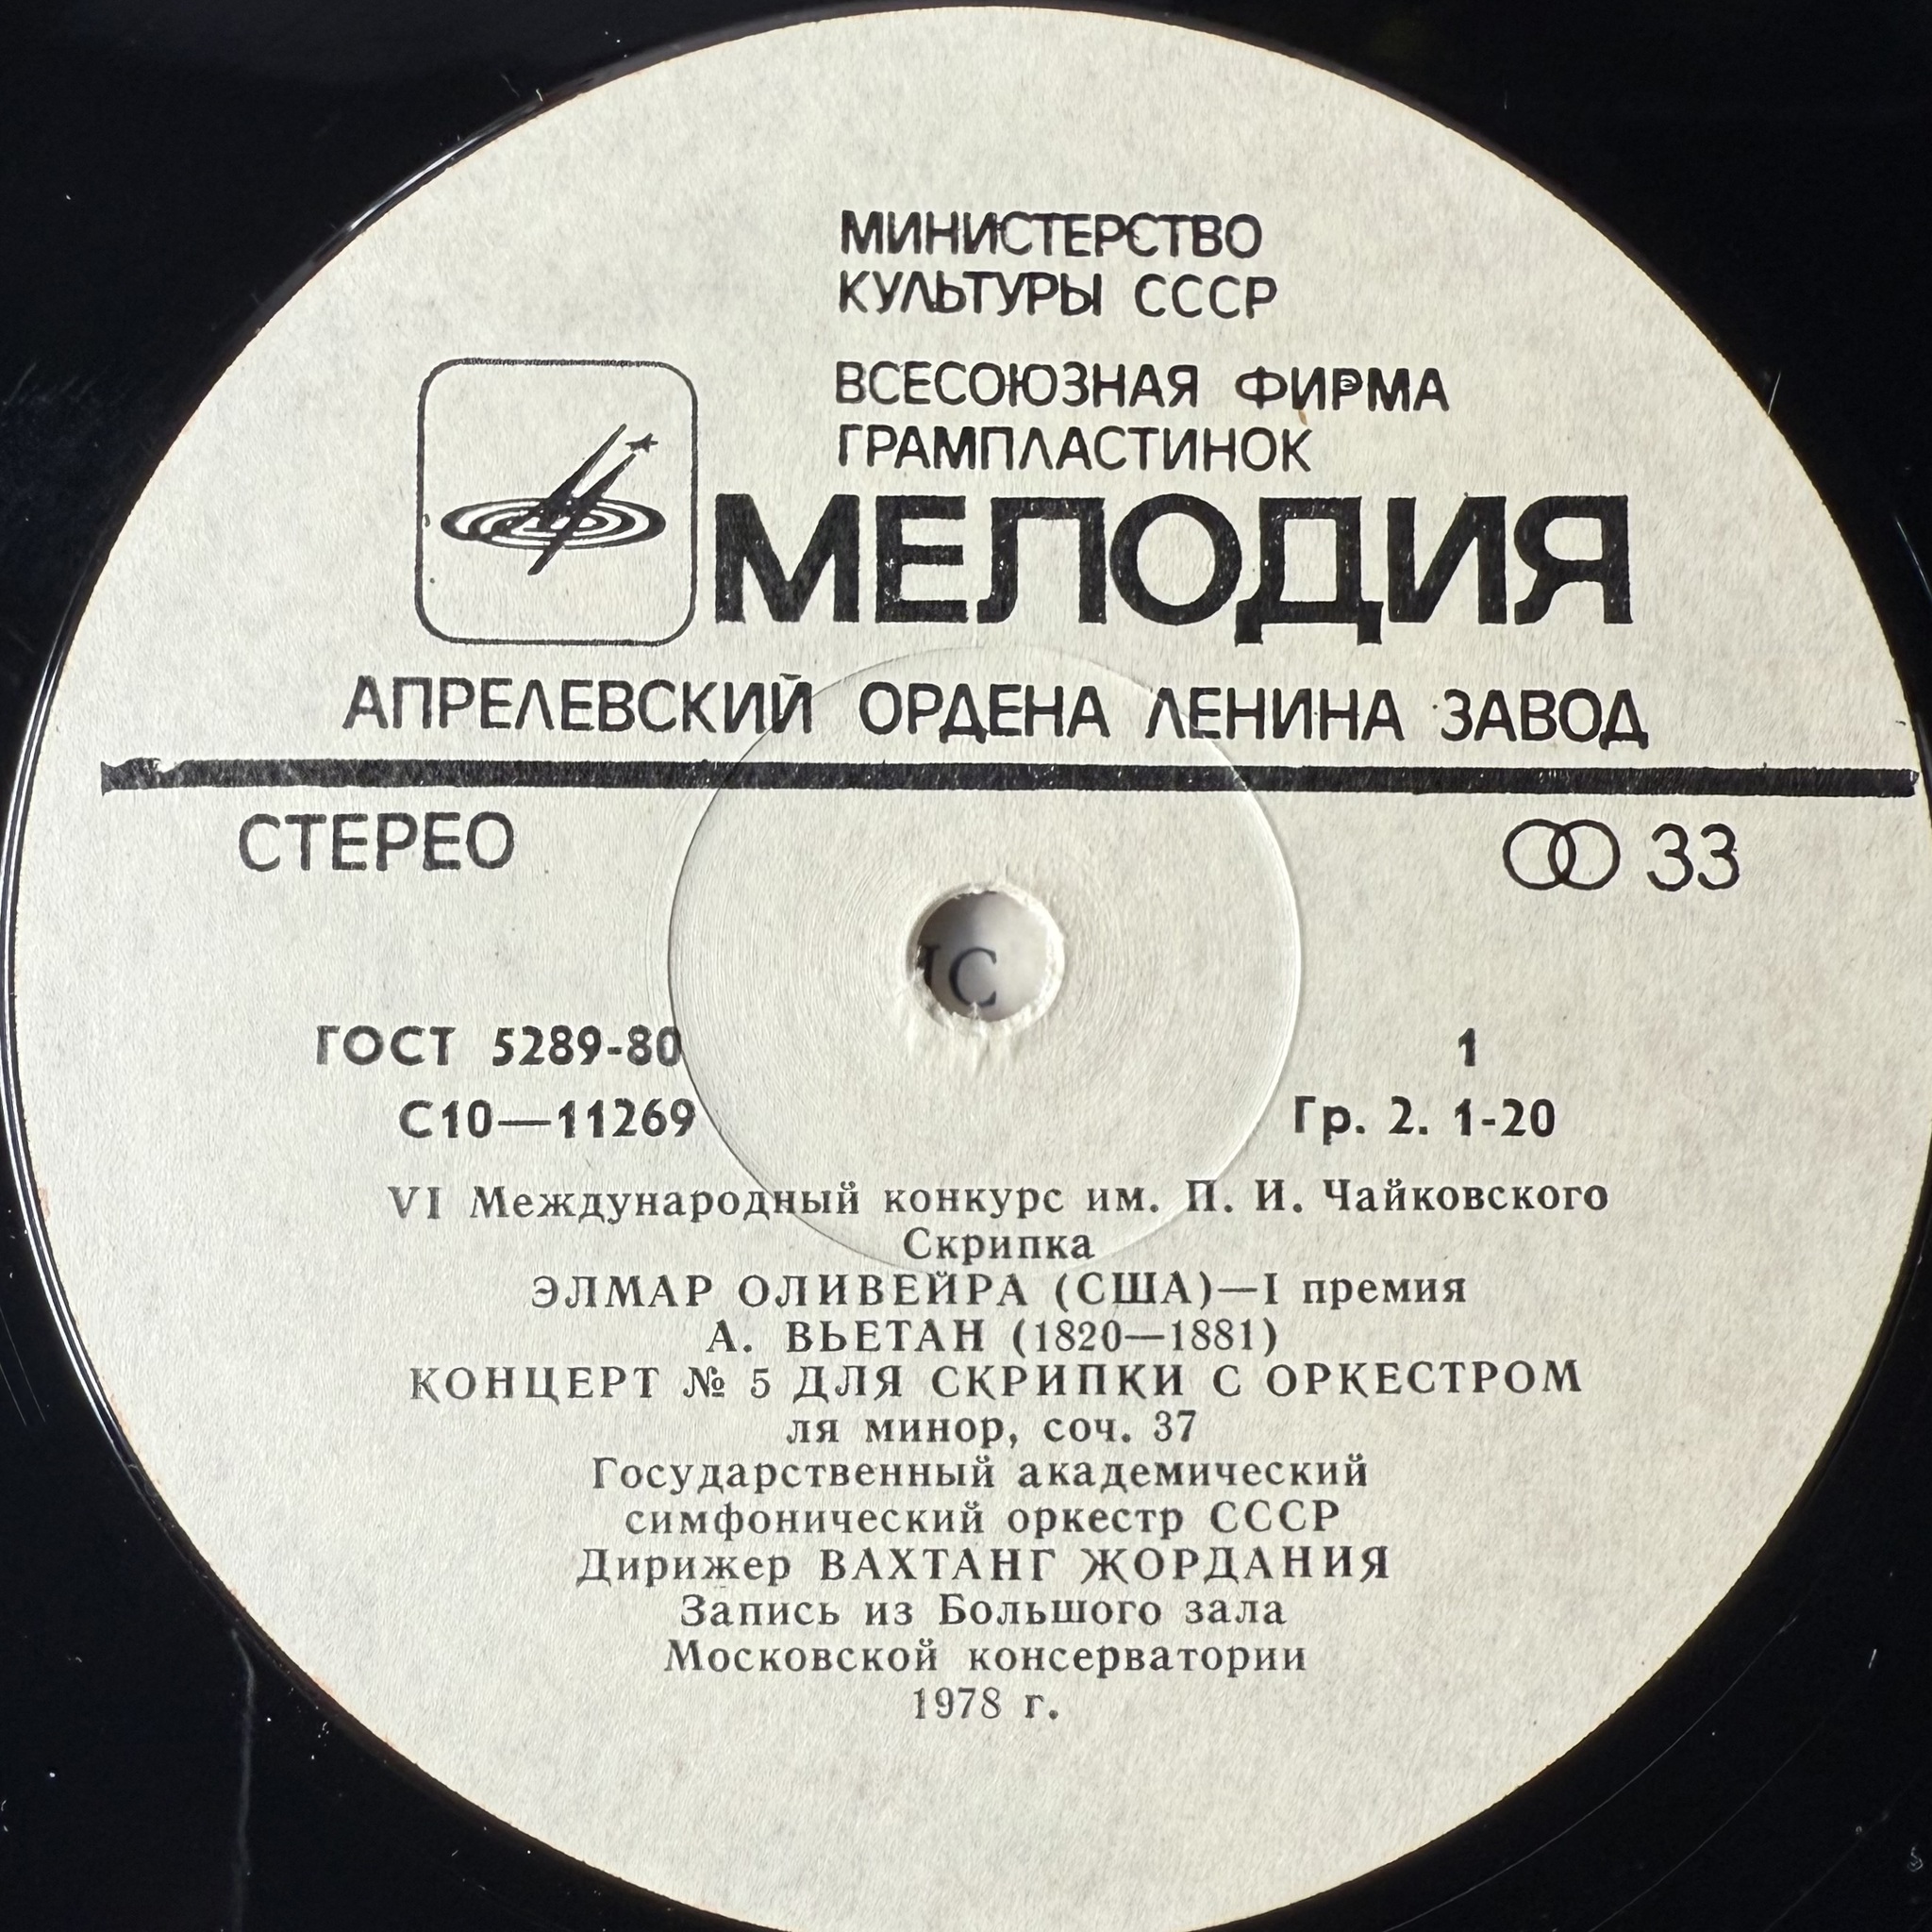 МИНИСТЕРСТВО
КУЛЬТУРЫ СССР
ВСЕСОЮЗНАЯ ФИРМА
ГРАМПЛАСТИНОК
МЕЛОДИЯ
АПРЕЛЕВСКИЙ ОРДЕНА ЛЕНИНА ЗАВОД
СТЕРЕО 33
ГОСТ 5289-80 1
С10—11269 Гр. 2. 1-20
VI Международный конкурс им. П. И. Чайковского
Скрипка
ЭЛМАР ОЛИВЕЙРА (США)—I премия
А. ВЬЕТАН (1820—1881)
КОНЦЕРТ № 5 ДЛЯ СКРИПКИ С ОРКЕСТРОМ
ля минор, соч. 37
Государственный академический
симфонический оркестр СССР
Дирижер ВАХТАНГ ЖОРДАНИЯ
Запись из Большого зала
Московской консерватории
1978 г.